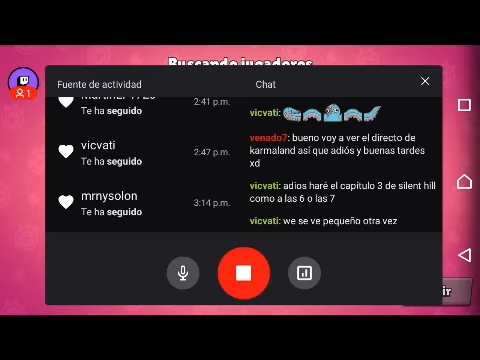 Buscando jugadores
1
Fuente de actividad
Chat
2:41 p.m.
Te ha seguido
vicvati
Te ha seguido
2:47 p.m.
mrnysolon
Te ha seguido
3:14 p.m.
vicvati:
venado7: bueno voy a ver el directo de
karmaland así que adiós y buenas tardes
xd
vicvati: adios haré el capítulo 3 de silent hill
como a las 6 o las 7
vicvati: we se ve pequeño otra vez